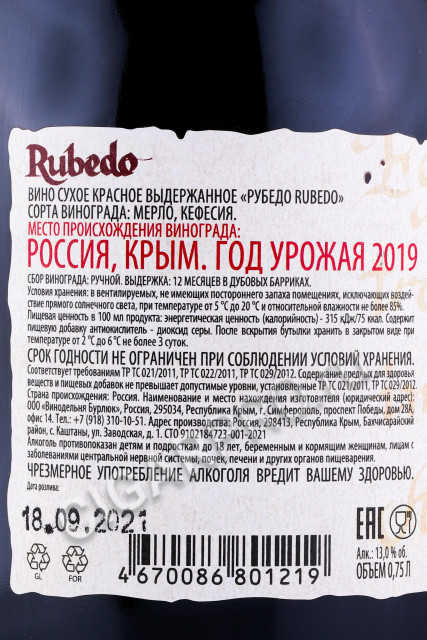 Rubedo
ВИНО СУХОЕ КРАСНОЕ ВЫДЕРЖАННОЕ «РУБЕДО RUBEDO»
СОРТА ВИНОГРАДА: МЕРЛО, КЕФЕСИЯ.
МЕСТО ПРОИСХОЖДЕНИЯ ВИНОГРАДА:
РОССИЯ, КРЫМ. ГОД УРОЖАЯ 2019
СБОР ВИНОГРАДА: РУЧНОЙ. ВЫДЕРЖКА: 12 МЕСЯЦЕВ В ДУБОВЫХ БАРРИКАХ.
Условия хранения: в вентилируемых, не имеющих постороннего запаха помещениях, исключающих воздей-
ствие прямого солнечного света, при температуре от 5 °С до 20 °С и относительной влажности не более 85%.
Пищевая ценность в 100 мл продукта: энергетическая ценность (калорийность) - 315 кДж/75 ккал. Содержит
пищевую добавку антиокислитель - диоксид серы. После вскрытия бутылки хранить в закрытом виде при
температуре от 2 °С до 6 °С не более 3 суток.
СРОК ГОДНОСТИ НЕ ОГРАНИЧЕН ПРИ СОБЛЮДЕНИИ УСЛОВИЙ ХРАНЕНИЯ.
Соответствует требованиям ТР ТС 021/2011, ТР ТС 022/2011, ТР ТС 029/2012. Содержание вредных для здоровья
веществ и пищевых добавок не превышает допустимые уровни, установленные ТР ТС 021/2011, ТР ТС 029/2012.
Страна происхождения: Россия. Наименование и место нахождения изготовителя (юридический адрес):
ООО «Винодельня Бурлюк», Россия, 295034, Республика Крым, г. Симферополь, проспект Победы, дом 28А,
офис 14. Тел.: +7 (918) 310-10-51. Адрес производства: Россия, 298413, Республика Крым, Бахчисарайский
район, с. Каштаны, ул. Заводская, д. 1. СТО 912184723-001-2021
Алкоголь противопоказан детям и подросткам до 18 лет, беременным и кормящим женщинам, лицам с
заболеваниями центральной нервной системы, почек, печени и других органов пищеварения.
ЧРЕЗМЕРНОЕ УПОТРЕБЛЕНИЕ АЛКОГОЛЯ ВРЕДИТ ВАШЕМУ ЗДОРОВЬЮ.
Дата розлива:
18.09.2021
EAC
GL
FOR
4 670086 801219
Алк.: 13,0 % об.
ОБЪЕМ 0,75 Л